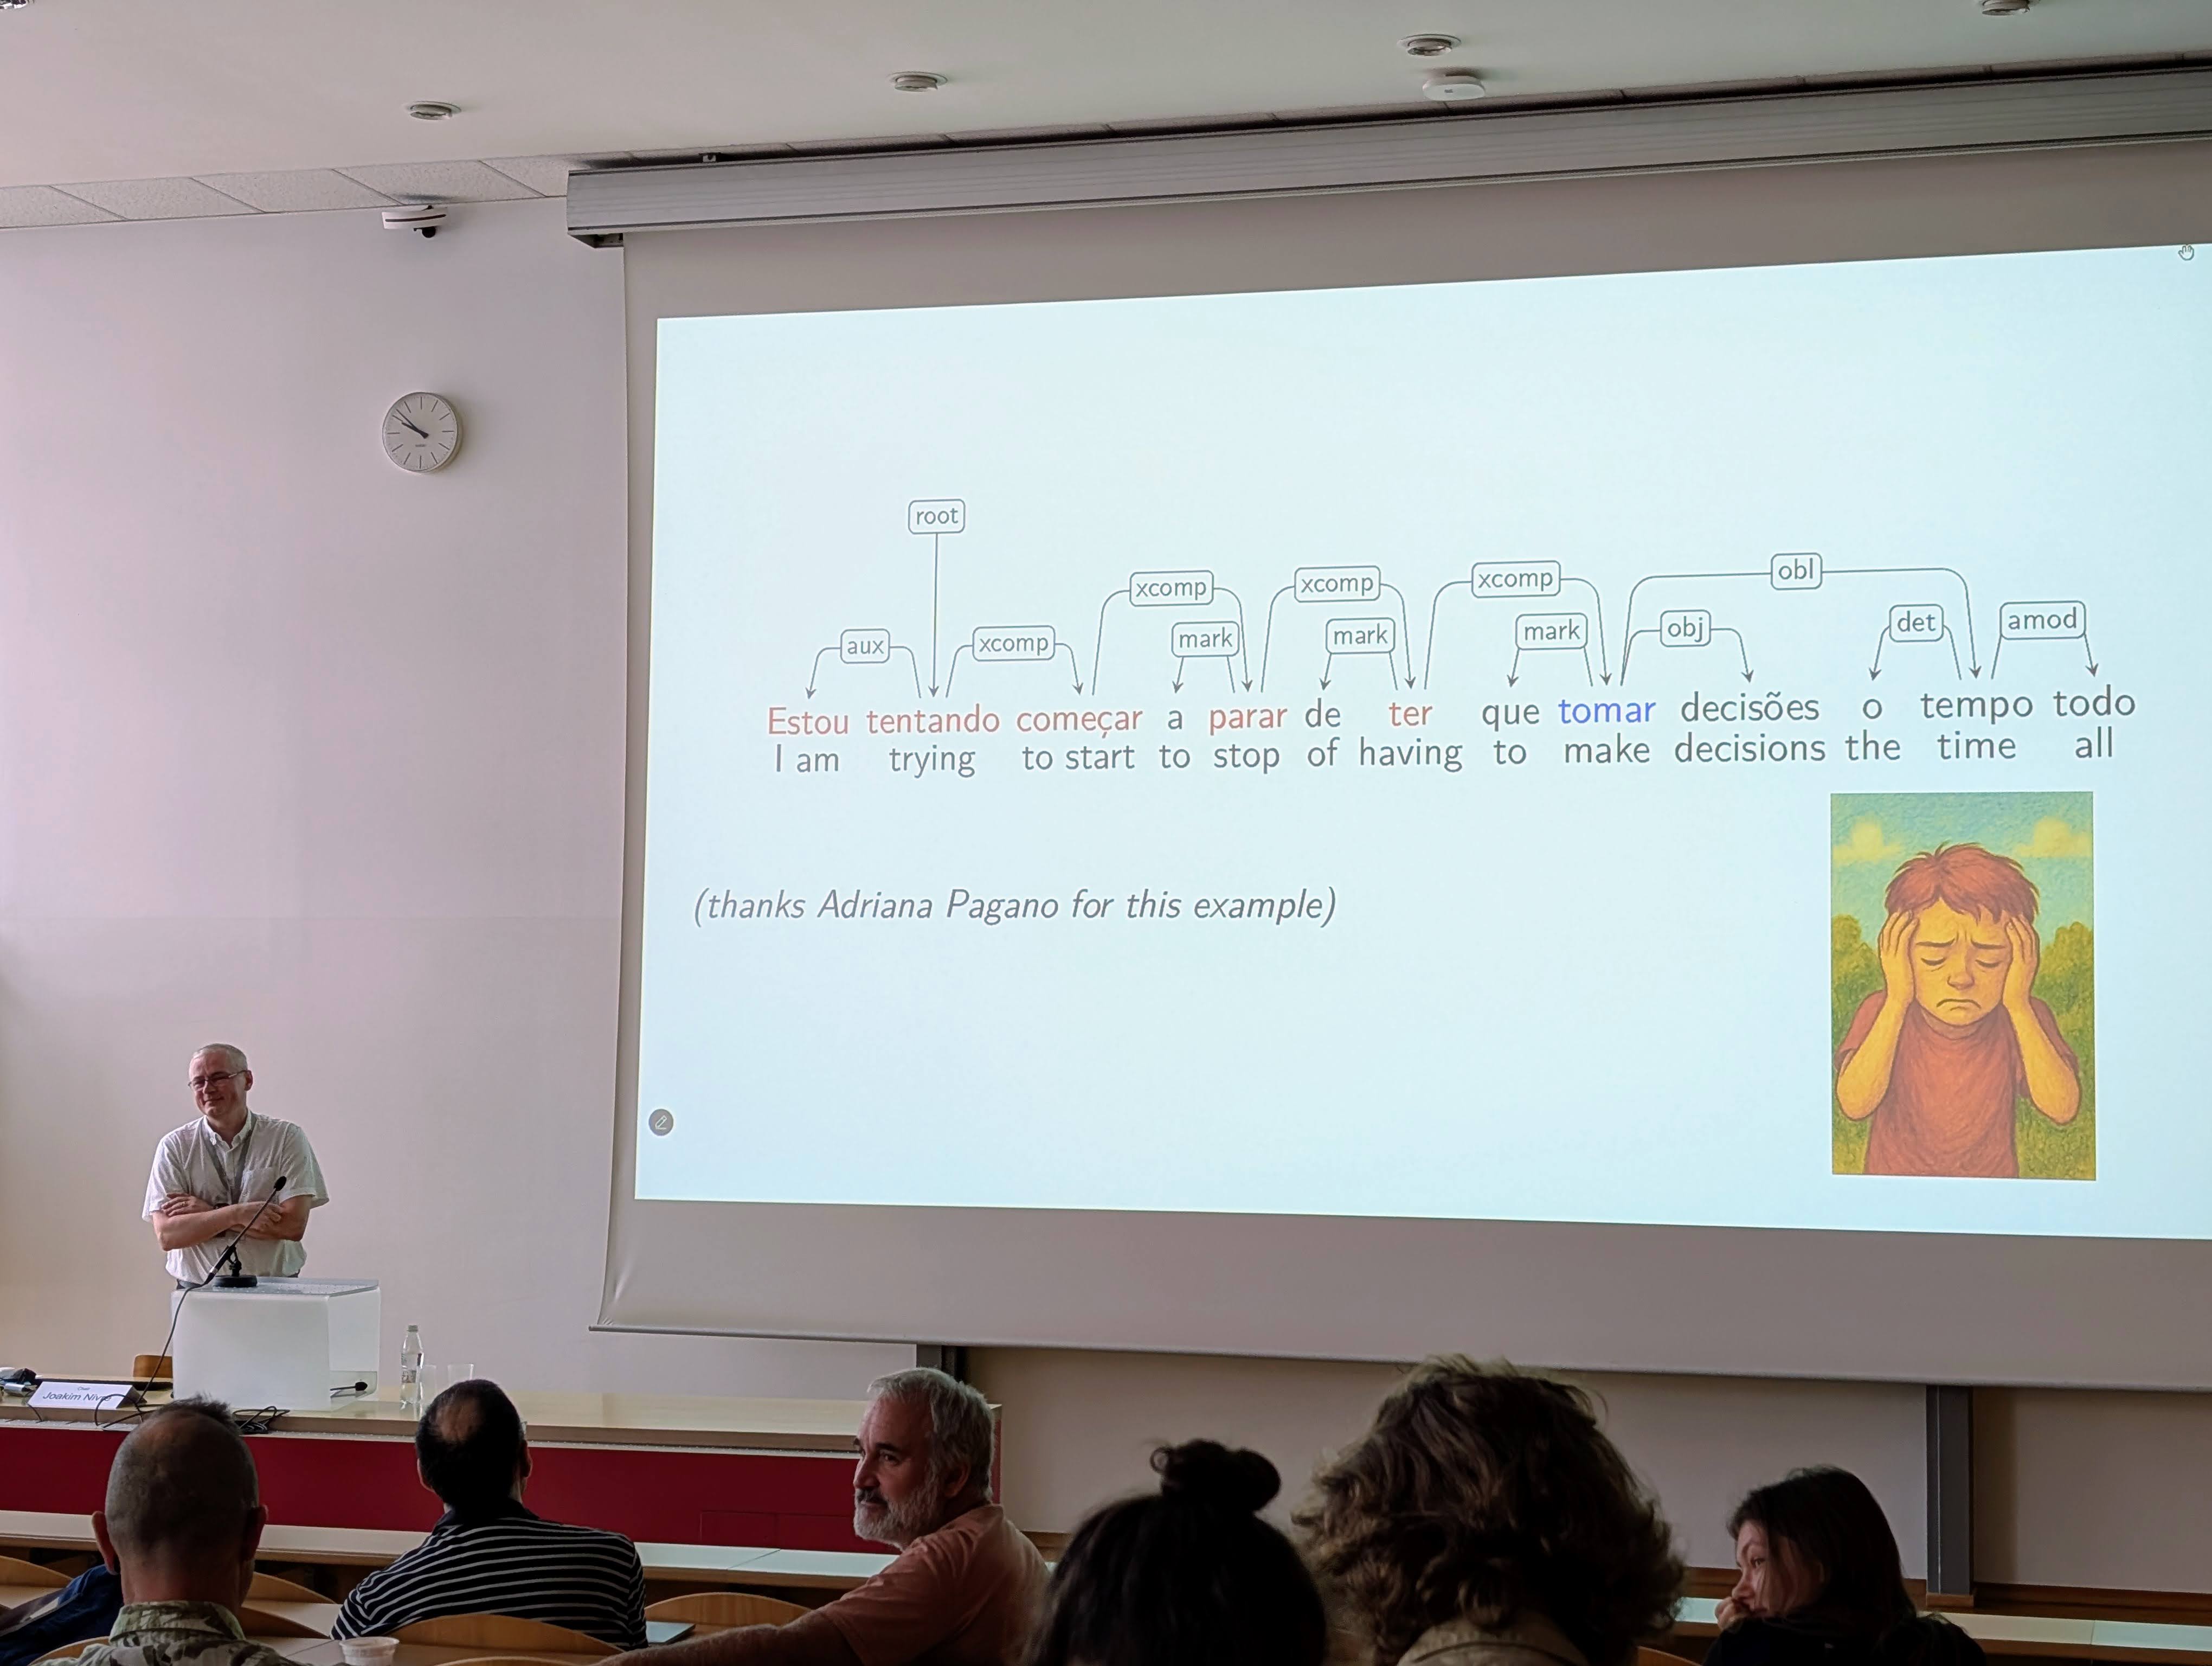 root
xcomp xcomp xcomp obl
aux xcomp mark mark mark obj det amod
Estou tentando começar a parar de ter que tomar decisões o tempo todo
I am trying to start to stop of having to make decisions the time all
(thanks Adriana Pagano for this example)
Joakim